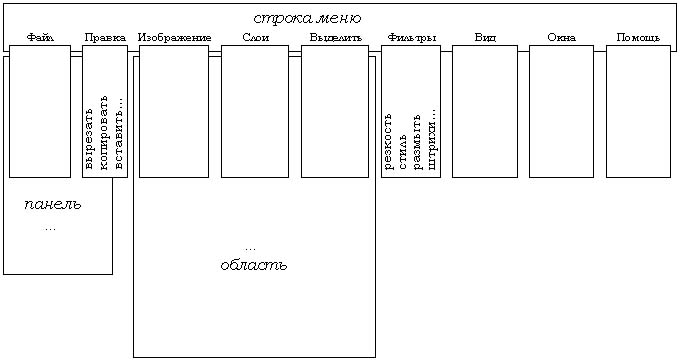 строка меню
Файл Правка Изображение Слои Выделить Фильтры Вид Окна Помощь
вырезать
копировать
вставить...
резкость
стиль
размыть
штрихи...
панель
...
...
область